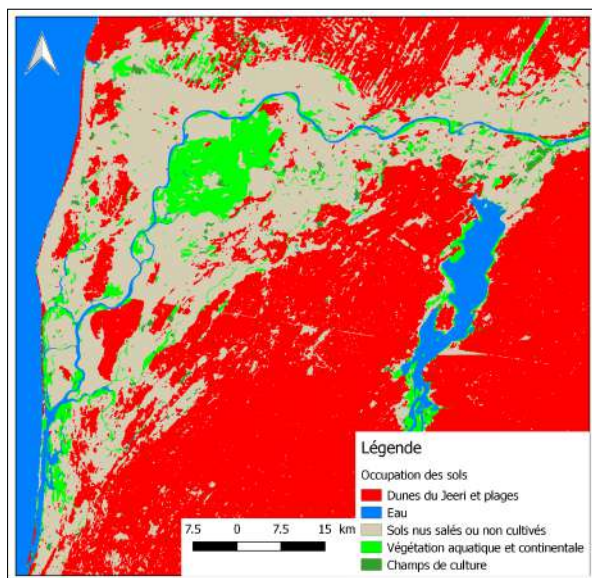 Légende
Occupation des sols
Dunes du Jeeri et plages
Eau
Sols nus salés ou non cultivés
Végétation aquatique et continentale
Champs de culture
7.5 0 7.5 15 km